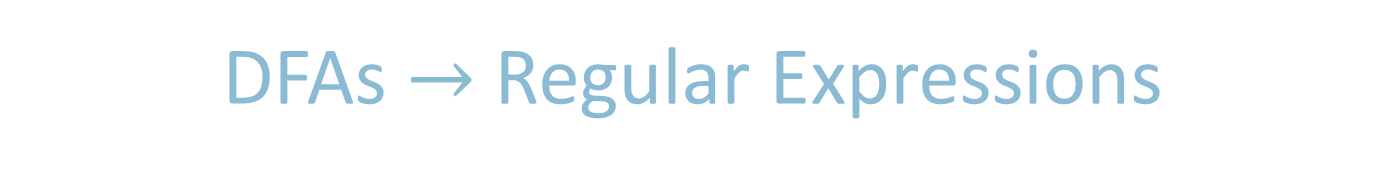 DFAs → Regular Expressions